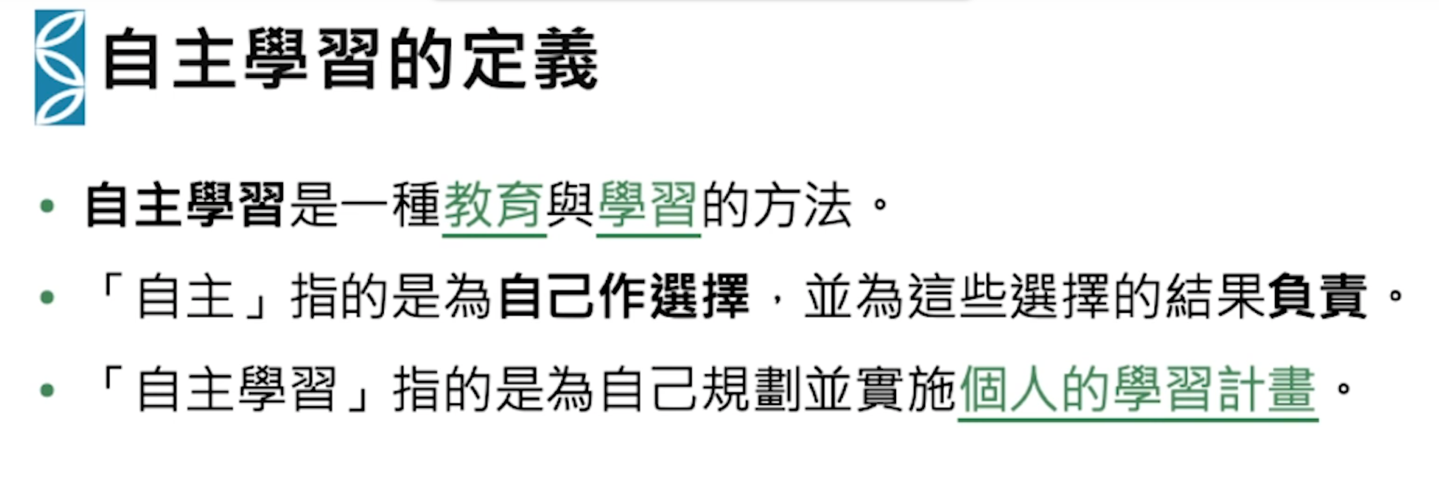 自主學習的定義
• 自主學習是一種教育與學習的方法。
• 「自主」指的是為自己作選擇，並為這些選擇的結果負責。
• 「自主學習」指的是為自己規劃並實施個人的學習計畫。